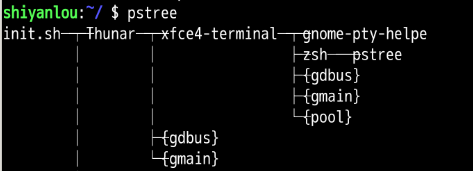 shiyanlou:~/ $ pstree
init.sh─┬─Thunar─┬─xfce4-terminal─┬─gnome-pty-helpe
        │        │                ├─zsh───pstree
        │        │                ├─{gdbus}
        │        │                ├─{gmain}
        │        │                └─{pool}
        │        ├─{gdbus}
        │        └─{gmain}